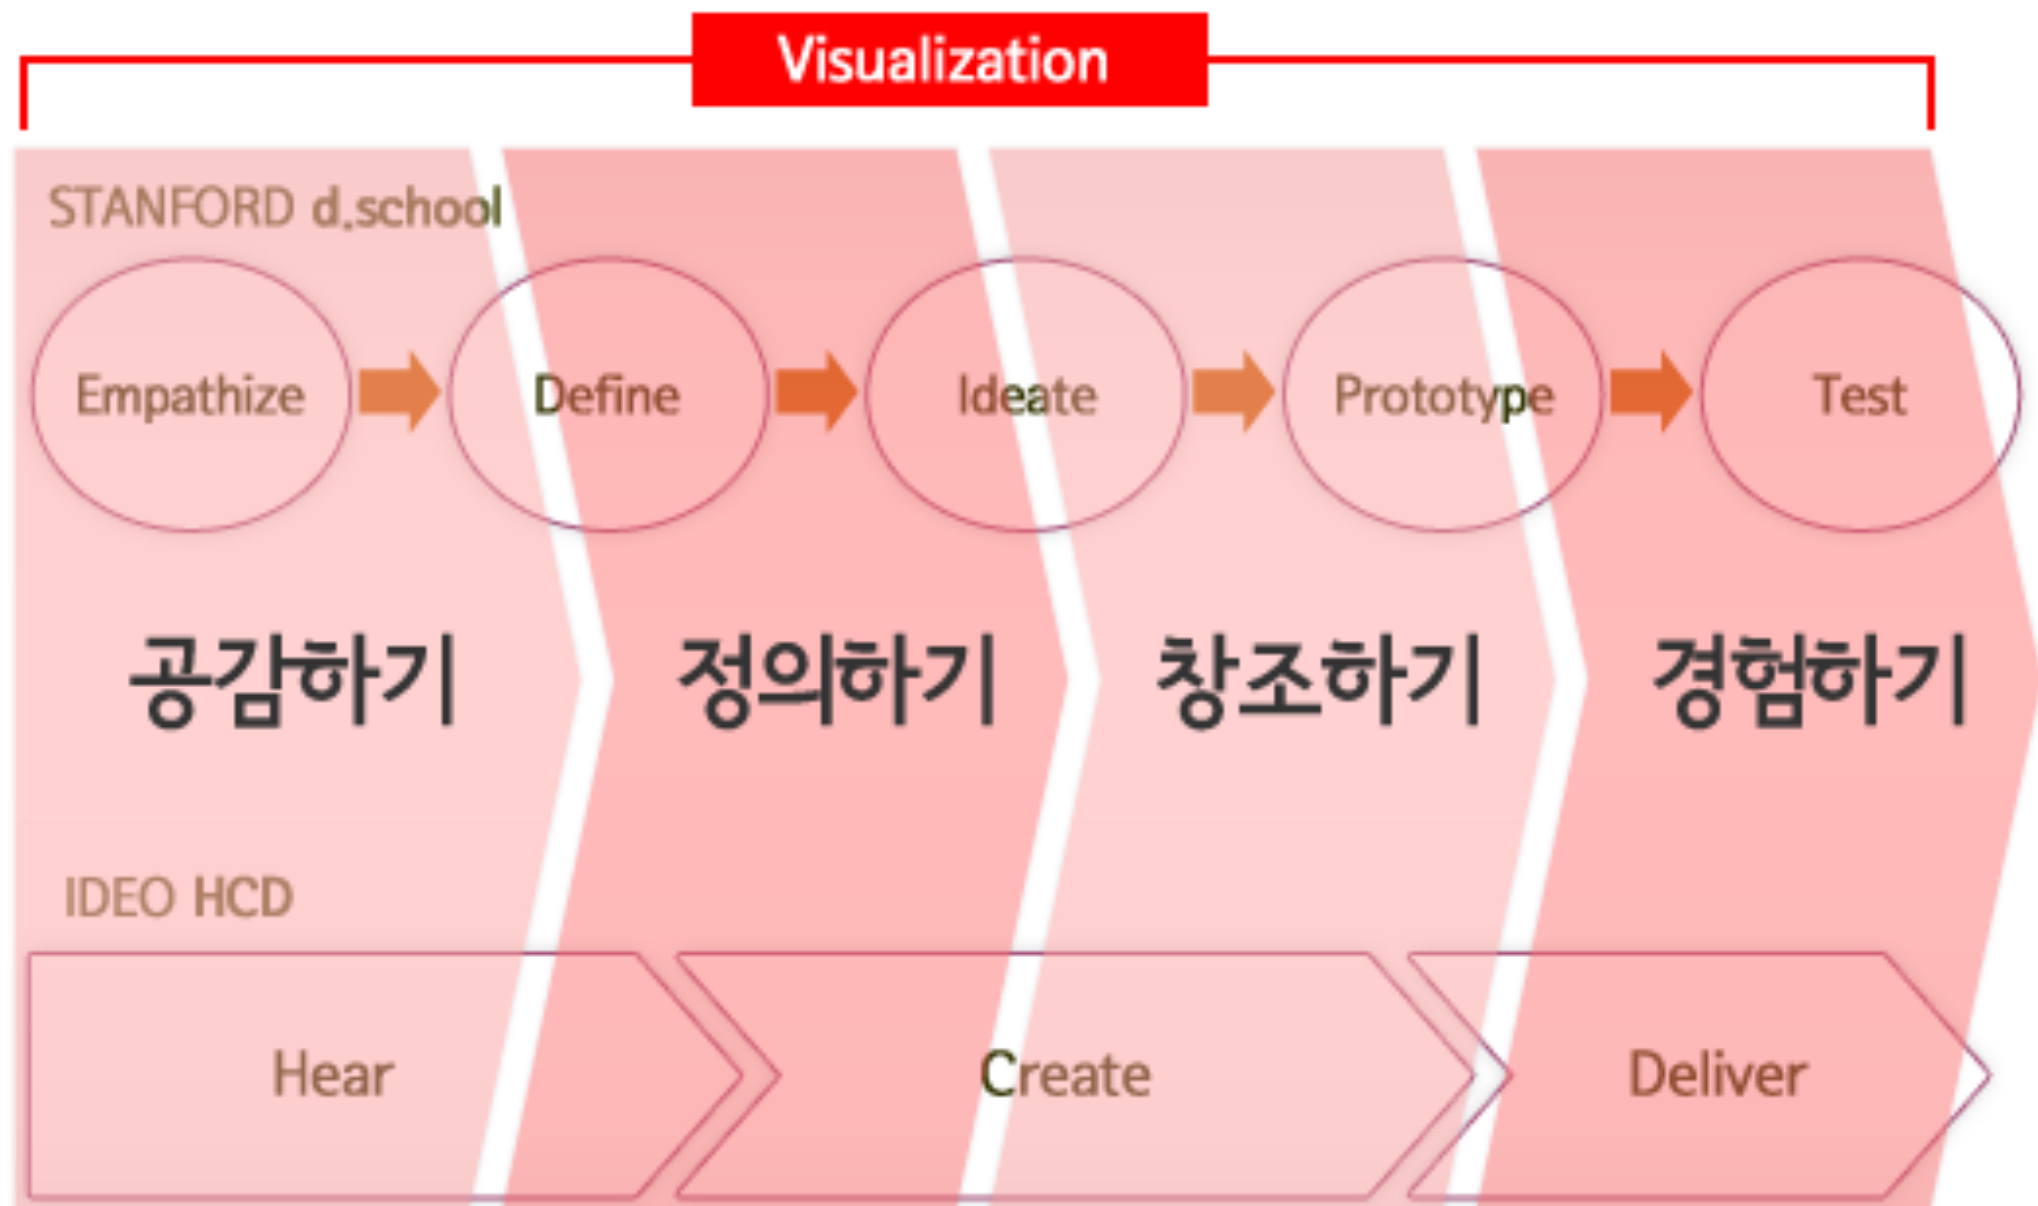 Visualization
STANFORD d.school
Empathize Define Ideate Prototype Test
공감하기 정의하기 창조하기 경험하기
IDEO HCD
Hear Create Deliver